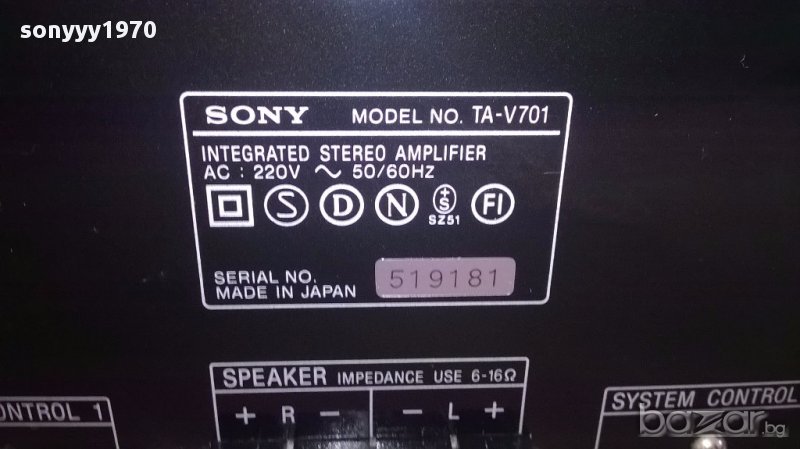 sonyyy1970
SONY MODEL NO. TA-V701
INTEGRATED STEREO AMPLIFIER
AC : 220V ~ 50/60Hz
S D N +S FI
SZ51
SERIAL NO. 519181
MADE IN JAPAN
SPEAKER IMPEDANCE USE 6-16Ω
+ R − − L +
ONTROL 1
SYSTEM CONTROL
bazar.bg